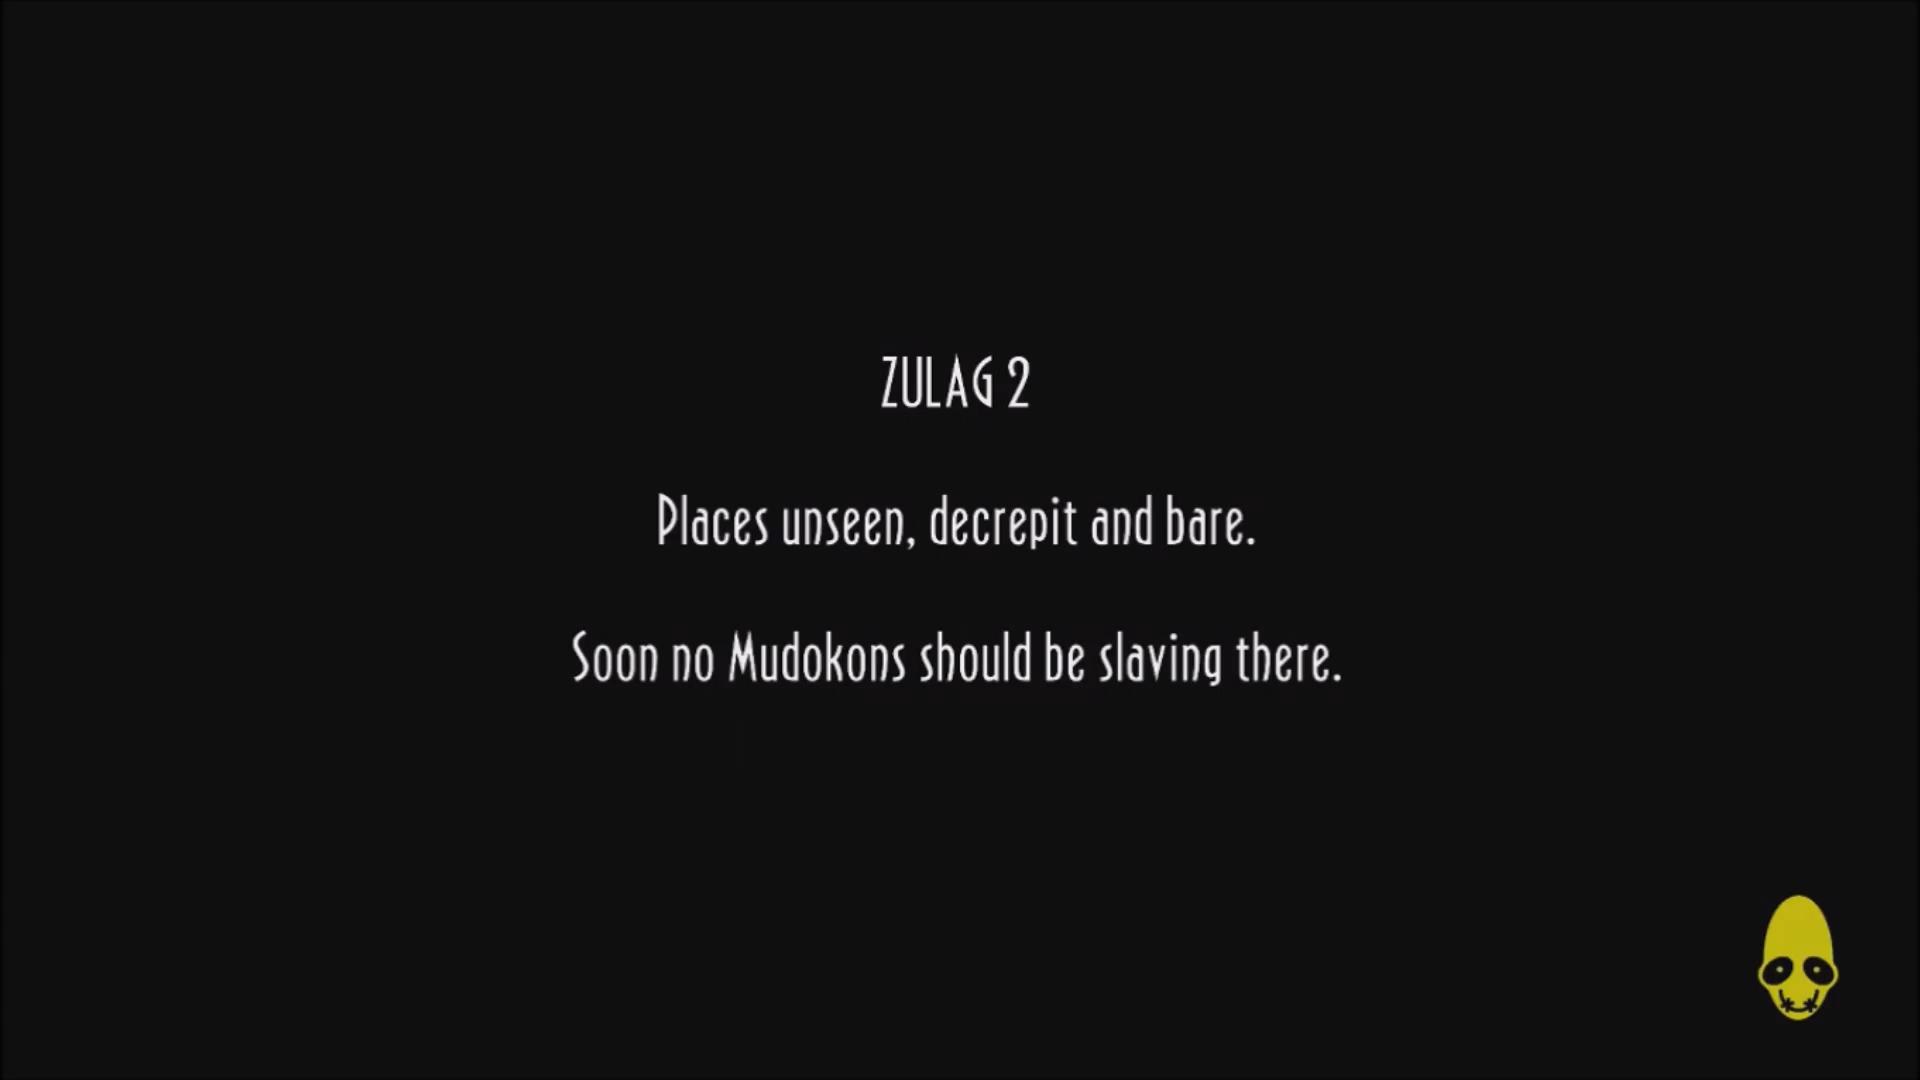 ZULAG 2
Places unseen, decrepit and bare.
Soon no Mudokons should be slaving there.